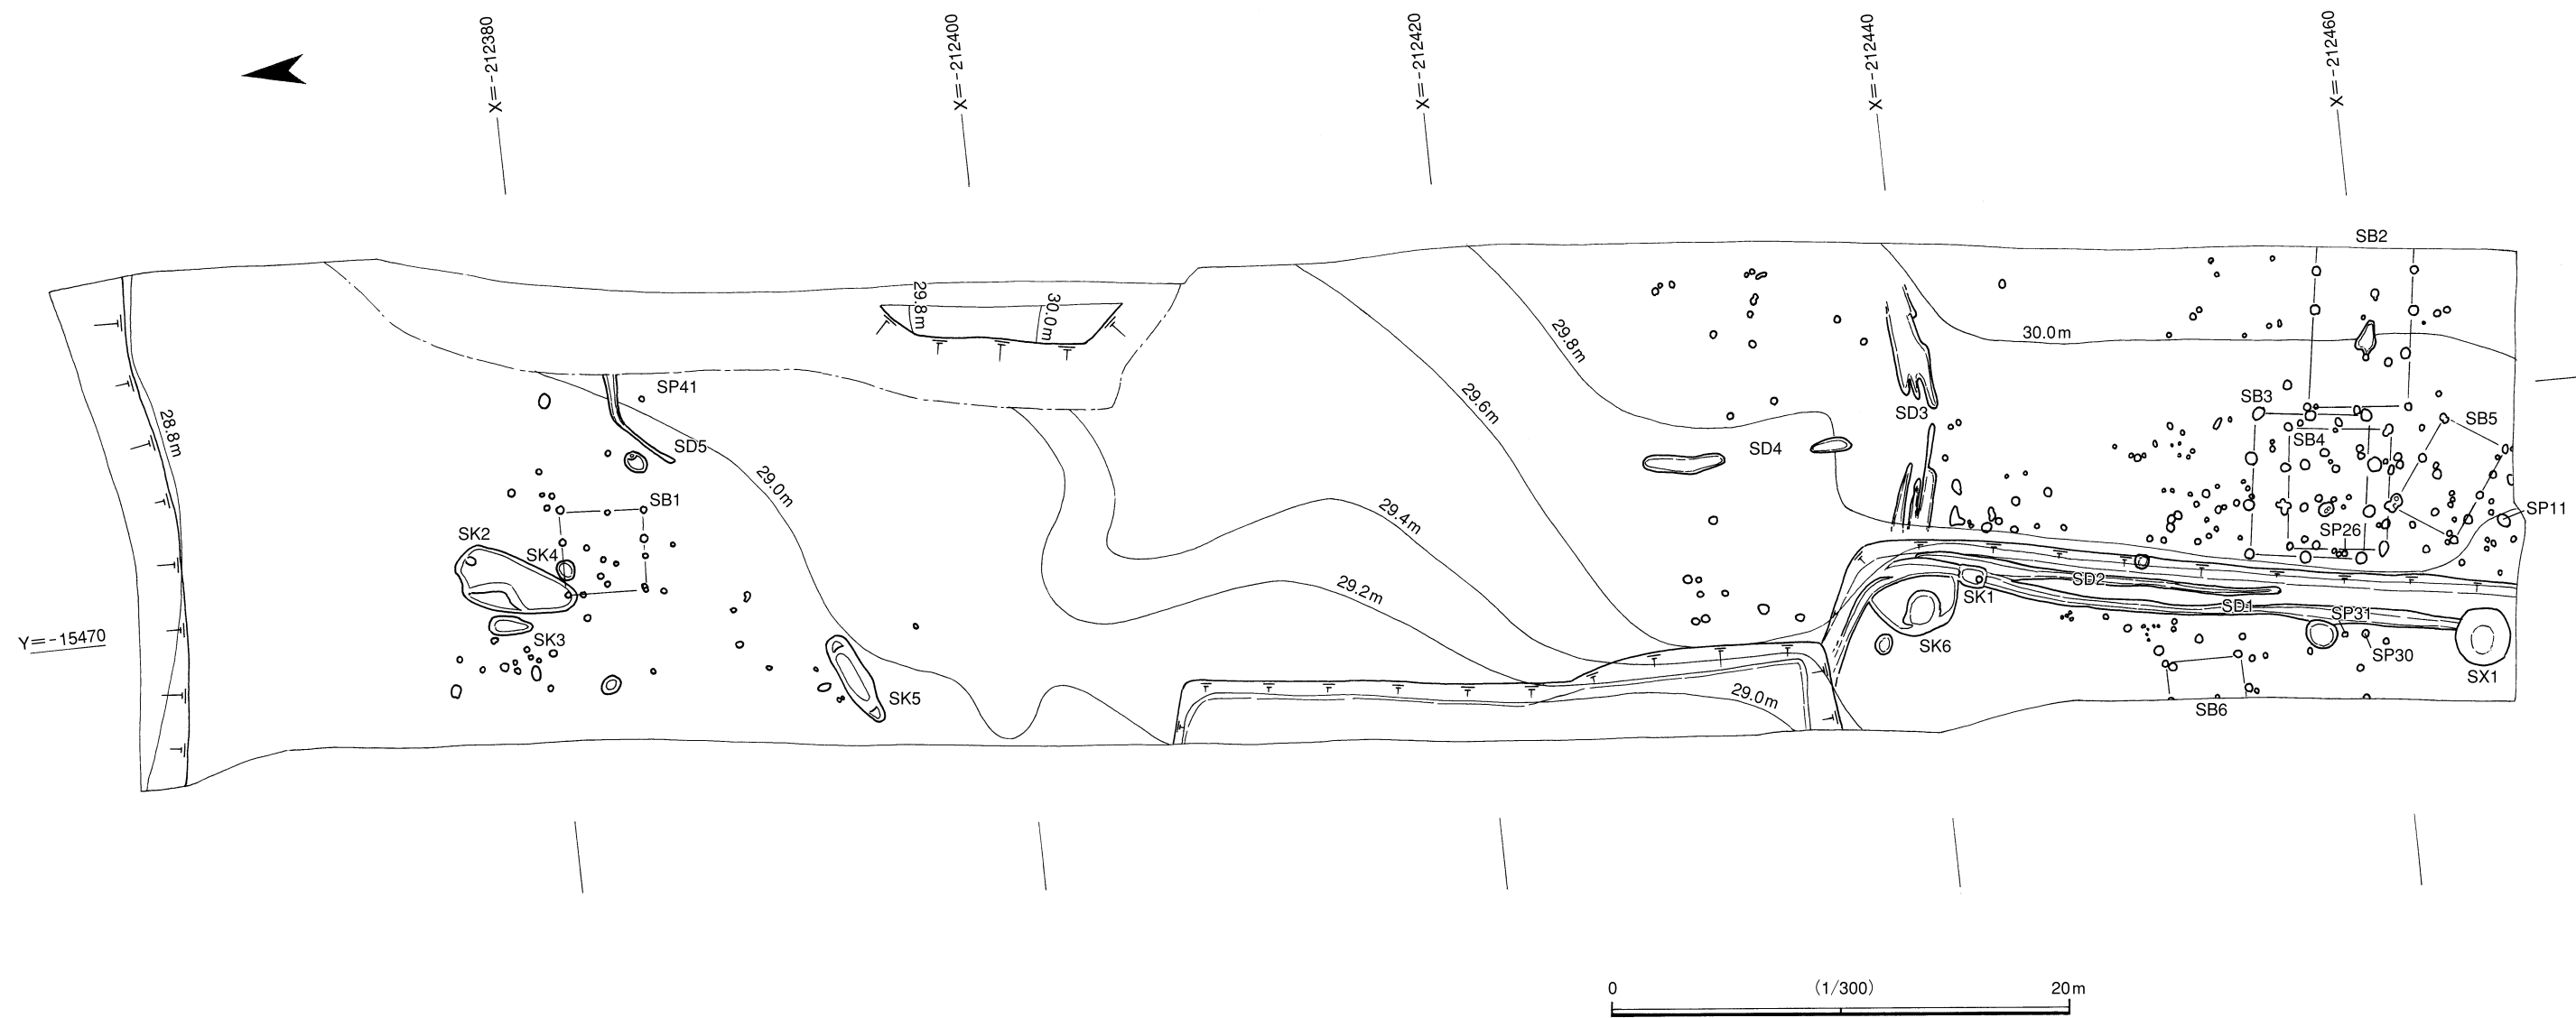 X=-212380
X=-212400
X=-212420
X=-212440
X=-212460
SB2
29.8m
30.0m
29.8m
30.0m
SP41
29.6m
SD3
SB3
SB5
28.8m
SD5
SD4
SB4
29.0m
SB1
29.4m
SP11
SK2
SK4
SP26
29.2m
SD2
SK1
SD1
SP31
Y=-15470
SK3
SK6
SP30
SX1
SK5
29.0m
SB6
0
(1/300)
20m